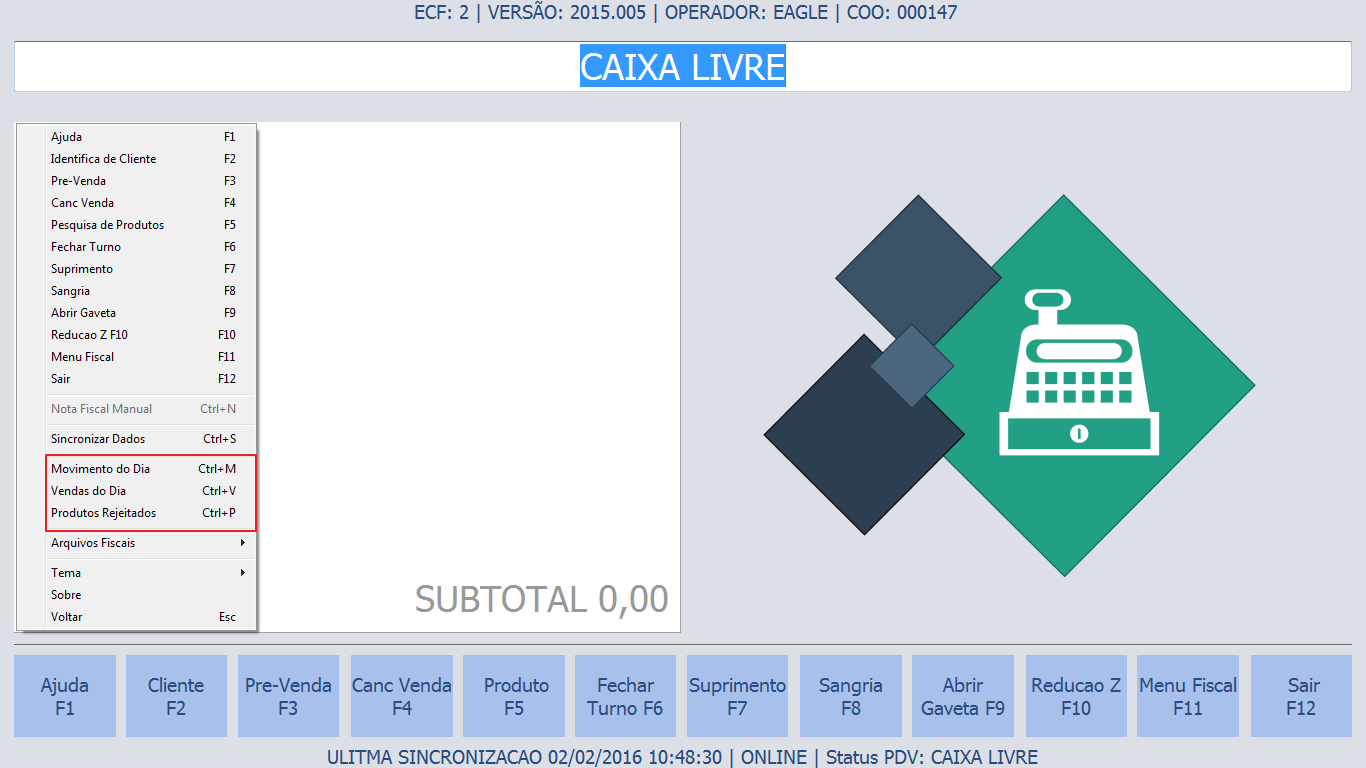 ECF: 2 | VERSÃO: 2015.005 | OPERADOR: EAGLE | COO: 000147
CAIXA LIVRE
Ajuda F1
Identifica de Cliente F2
Pre-Venda F3
Canc Venda F4
Pesquisa de Produtos F5
Fechar Turno F6
Suprimento F7
Sangria F8
Abrir Gaveta F9
Reducao Z F10 F10
Menu Fiscal F11
Sair F12
Nota Fiscal Manual Ctrl+N
Sincronizar Dados Ctrl+S
Movimento do Dia Ctrl+M
Vendas do Dia Ctrl+V
Produtos Rejeitados Ctrl+P
Arquivos Fiscais
Tema
Sobre
Voltar Esc
SUBTOTAL 0,00
Ajuda
F1
Cliente
F2
Pre-Venda
F3
Canc Venda
F4
Produto
F5
Fechar
Turno F6
Suprimento
F7
Sangria
F8
Abrir
Gaveta F9
Reducao Z
F10
Menu Fiscal
F11
Sair
F12
ULITMA SINCRONIZACAO 02/02/2016 10:48:30 | ONLINE | Status PDV: CAIXA LIVRE